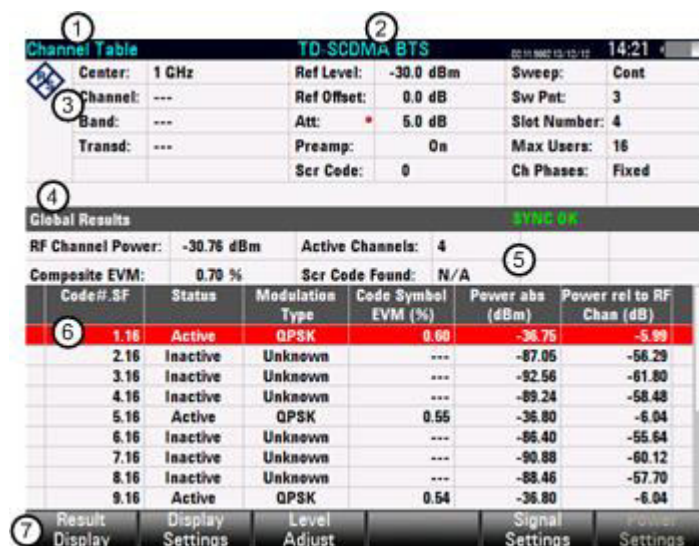 1 2
Channel Table TD-SCDMA BTS 14:21
Center: 1 GHz Ref Level: -30.0 dBm Sweep: Cont
3 Channel: --- Ref Offset: 0.0 dB Sw Pnt: 3
Band: --- Att: 5.0 dB Slot Number: 4
Transd: --- Preamp: On Max Users: 16
Scr Code: 0 Ch Phases: Fixed
4
Global Results SYNC OK
RF Channel Power: -30.76 dBm Active Channels: 4
5
Composite EVM: 0.70 % Scr Code Found: N/A
Code#.SF Status Modulation Code Symbol Power abs Power rel to RF
Type EVM (%) (dBm) Chan (dB)
6 1.16 Active QPSK 0.60 -36.75 -5.99
2.16 Inactive Unknown --- -87.05 -56.29
3.16 Inactive Unknown --- -92.56 -61.80
4.16 Inactive Unknown --- -89.24 -58.48
5.16 Active QPSK 0.55 -36.80 -6.04
6.16 Inactive Unknown --- -86.40 -55.64
7.16 Inactive Unknown --- -90.88 -60.12
8.16 Inactive Unknown --- -88.46 -57.70
9.16 Active QPSK 0.54 -36.80 -6.04
7 Result Display Level Signal Power
Display Settings Adjust Settings Settings